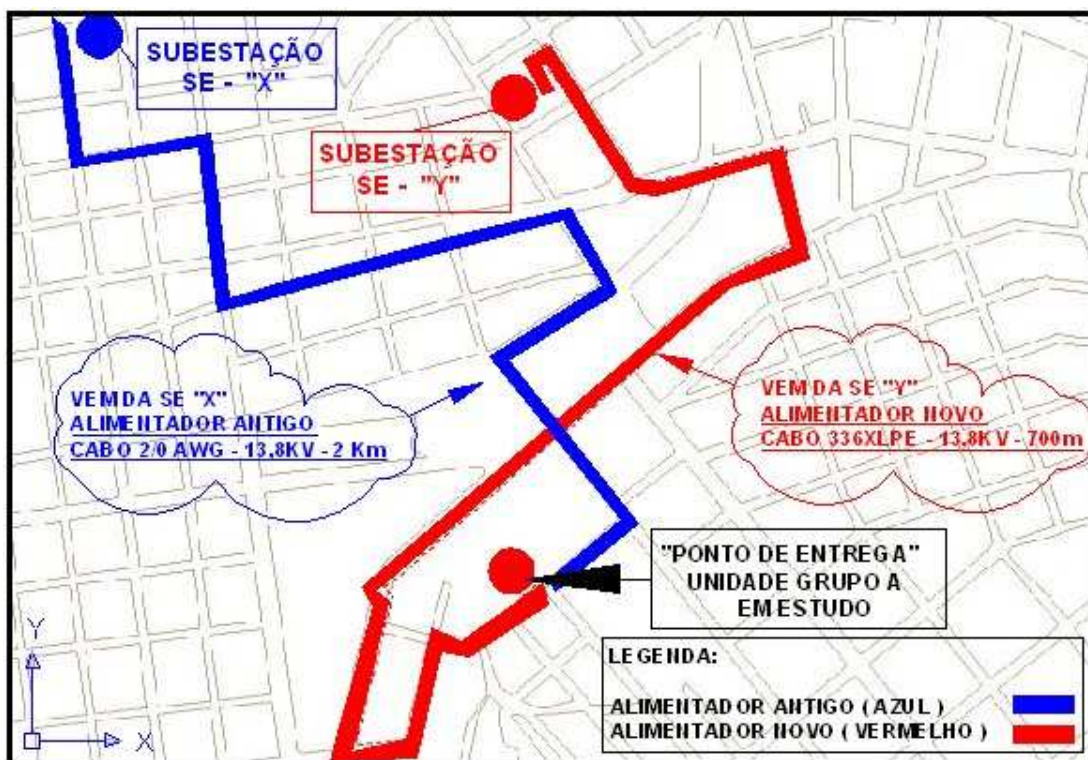 SUBESTAÇÃO
SE - "X"
SUBESTAÇÃO
SE - "Y"
VEM DA SE "X"
ALIMENTADOR ANTIGO
CABO 2/0 AWG - 13,8KV - 2 Km
VEM DA SE "Y"
ALIMENTADOR NOVO
CABO 336XLPE - 13,8KV - 700m
"PONTO DE ENTREGA"
UNIDADE GRUPO A
EM ESTUDO
LEGENDA:
ALIMENTADOR ANTIGO ( AZUL )
ALIMENTADOR NOVO ( VERMELHO )
Y
X